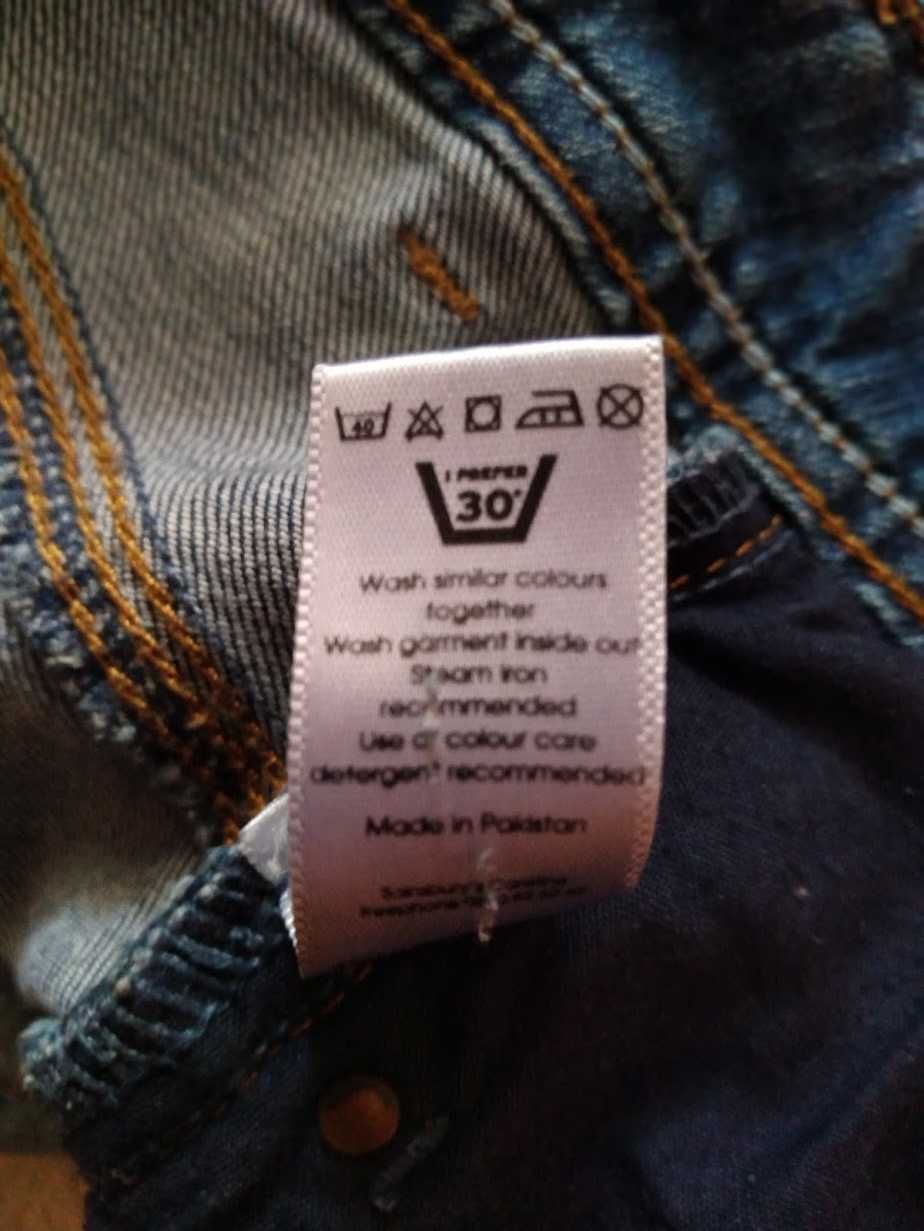 40
I PREFER
30°
Wash similar colours
together
Wash garment inside out
Steam iron
recommended
Use of colour care
detergent recommended
Made in Pakistan